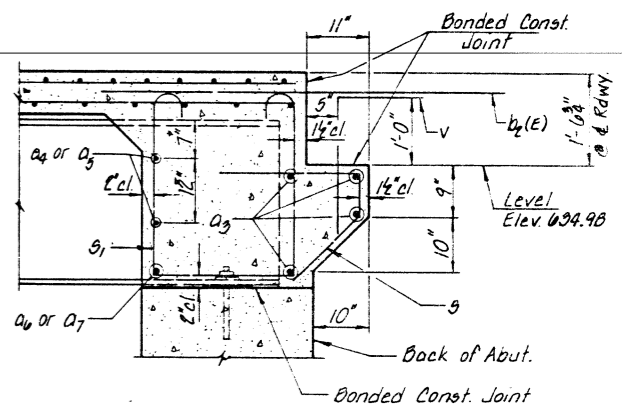 11"
Bonded Const.
Joint
5"
1½"cl.
V
b₂(E)
1'-0"
1'-6¾"
@ ℄ Rdwy.
a4 or a5
7"
2"cl.
12"
a3
1½"cl.
9"
Level
Elev. 634.98
10"
s1
s
a6 or a7
2"cl.
10"
Back of Abut.
Bonded Const. Joint